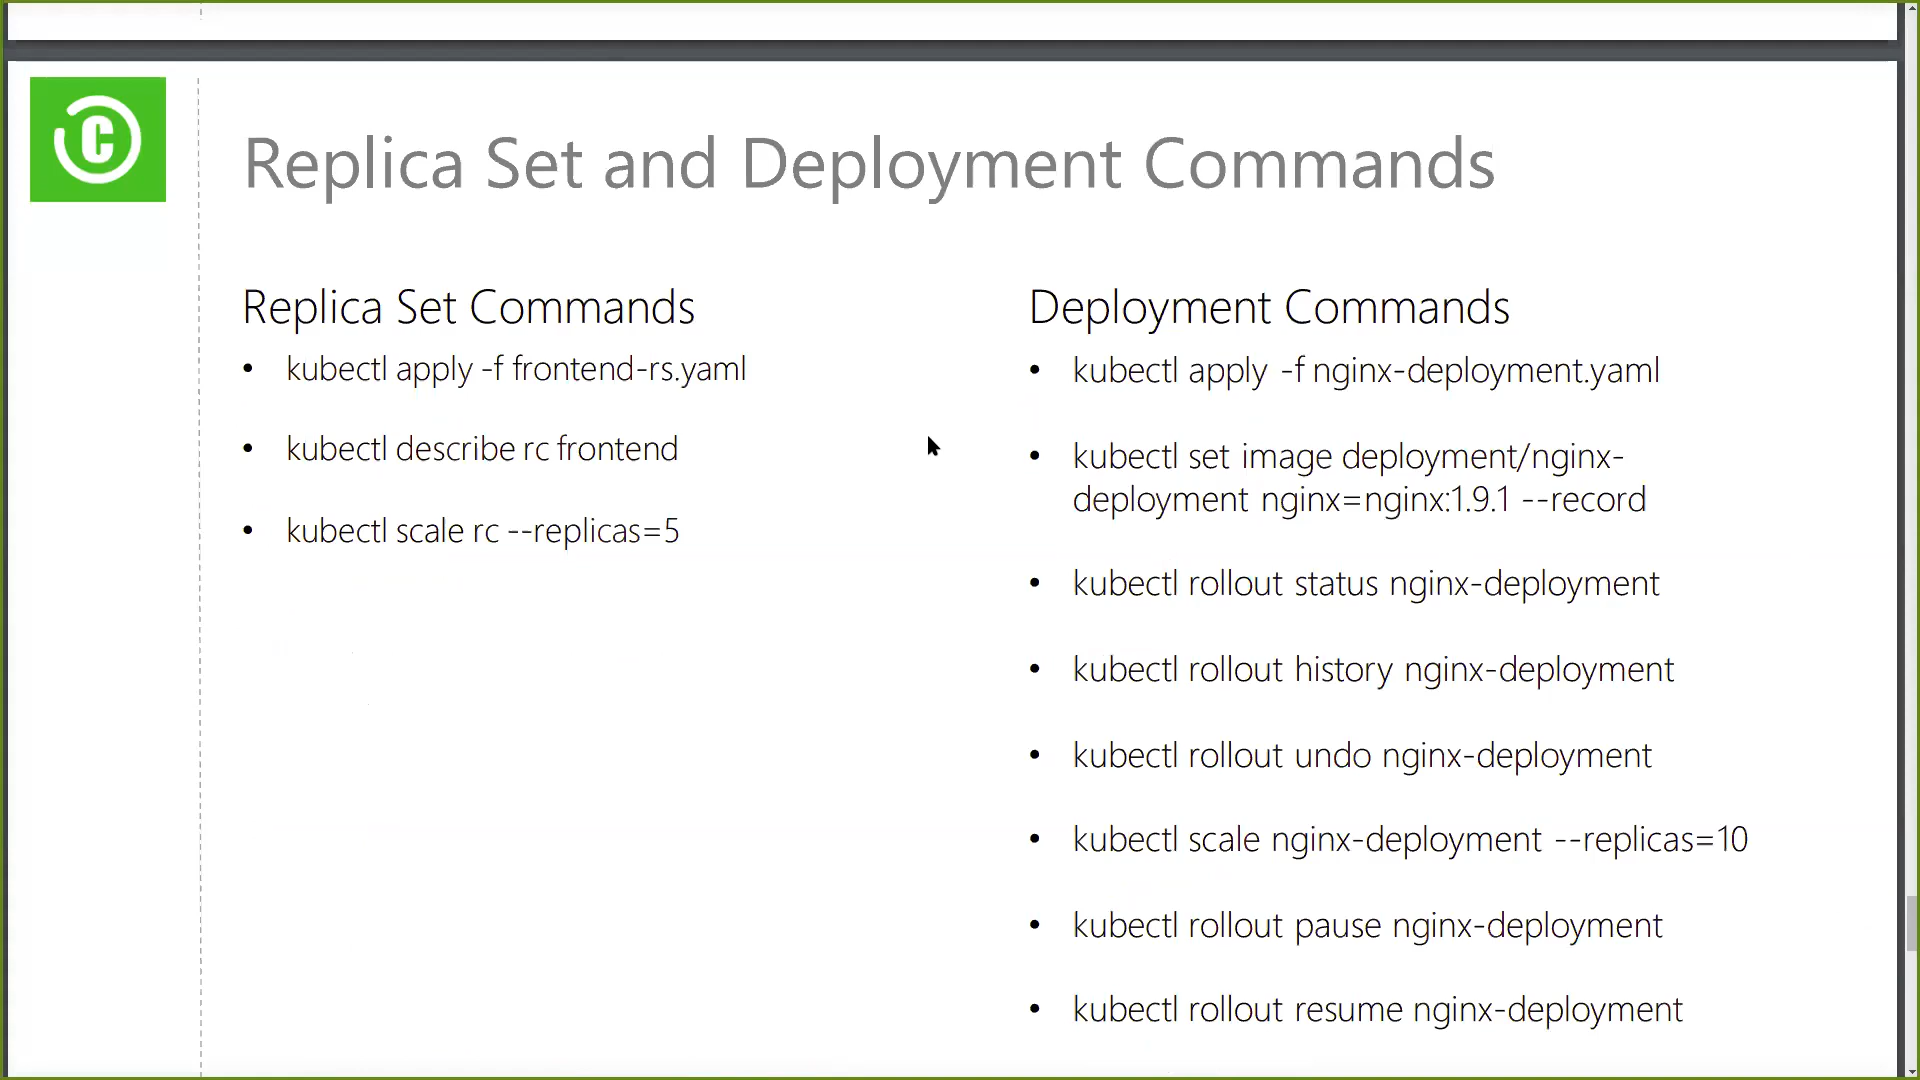 C
Replica Set and Deployment Commands
Replica Set Commands
• kubectl apply -f frontend-rs.yaml
• kubectl describe rc frontend
• kubectl scale rc --replicas=5
Deployment Commands
• kubectl apply -f nginx-deployment.yaml
• kubectl set image deployment/nginx-
deployment nginx=nginx:1.9.1 --record
• kubectl rollout status nginx-deployment
• kubectl rollout history nginx-deployment
• kubectl rollout undo nginx-deployment
• kubectl scale nginx-deployment --replicas=10
• kubectl rollout pause nginx-deployment
• kubectl rollout resume nginx-deployment